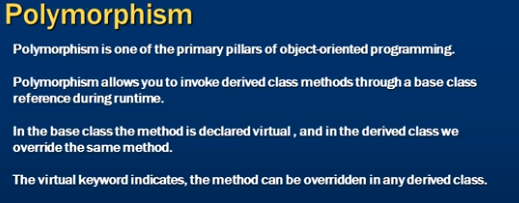 Polymorphism
Polymorphism is one of the primary pillars of object-oriented programming.
Polymorphism allows you to invoke derived class methods through a base class
reference during runtime.
In the base class the method is declared virtual , and in the derived class we
override the same method.
The virtual keyword indicates, the method can be overridden in any derived class.